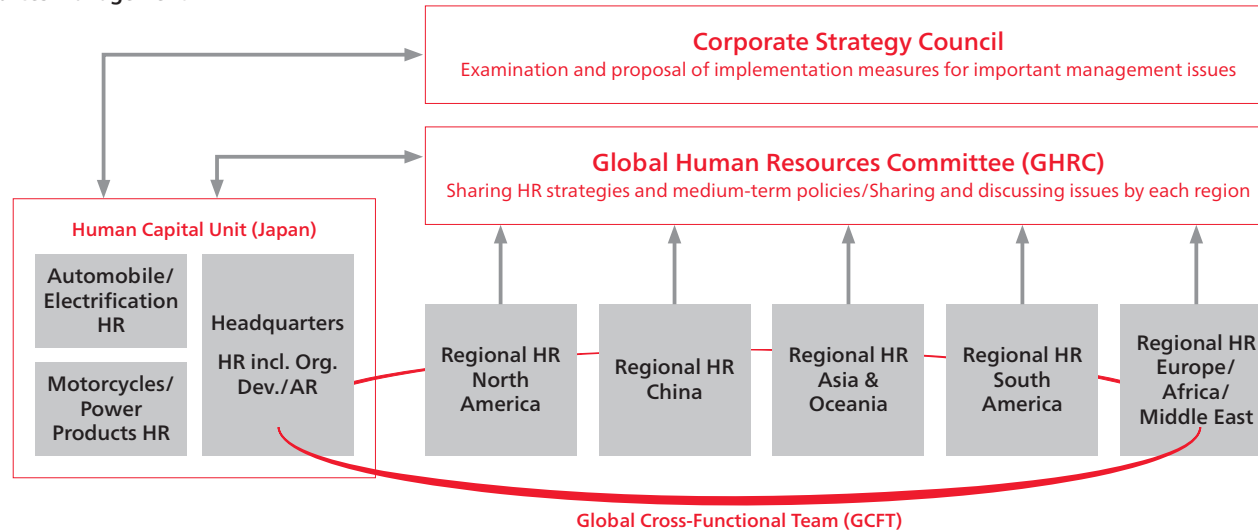 Corporate Strategy Council
Examination and proposal of implementation measures for important management issues
Global Human Resources Committee (GHRC)
Sharing HR strategies and medium-term policies/Sharing and discussing issues by each region
Human Capital Unit (Japan)
Automobile/
Electrification
HR
Motorcycles/
Power
Products HR
Headquarters
HR incl. Org.
Dev./AR
Regional HR
North
America
Regional HR
China
Regional HR
Asia &
Oceania
Regional HR
South
America
Regional HR
Europe/
Africa/
Middle East
Global Cross-Functional Team (GCFT)